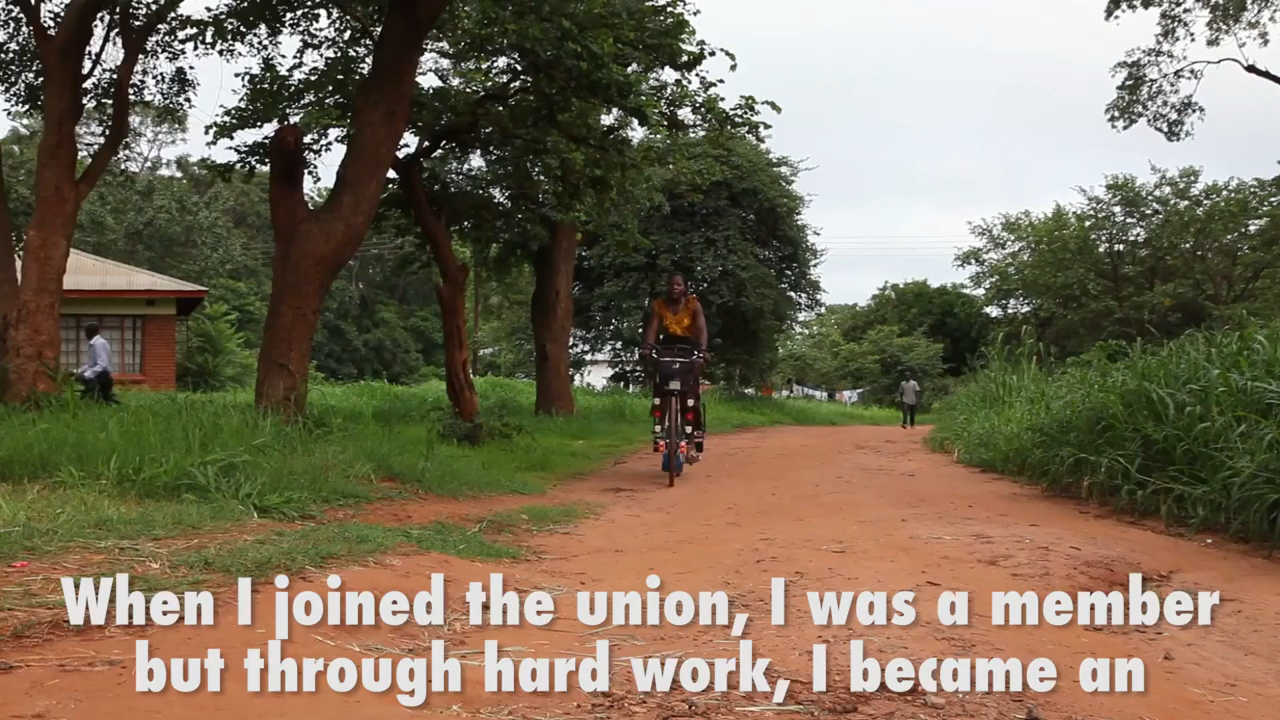 When I joined the union, I was a member
but through hard work, I became an